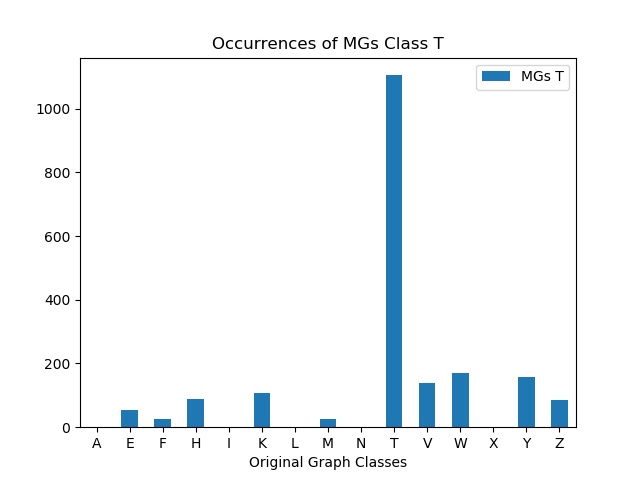 Occurrences of MGs Class T
MGs T
1000
800
600
400
200
0
A E F H I K L M N T V W X Y Z
Original Graph Classes